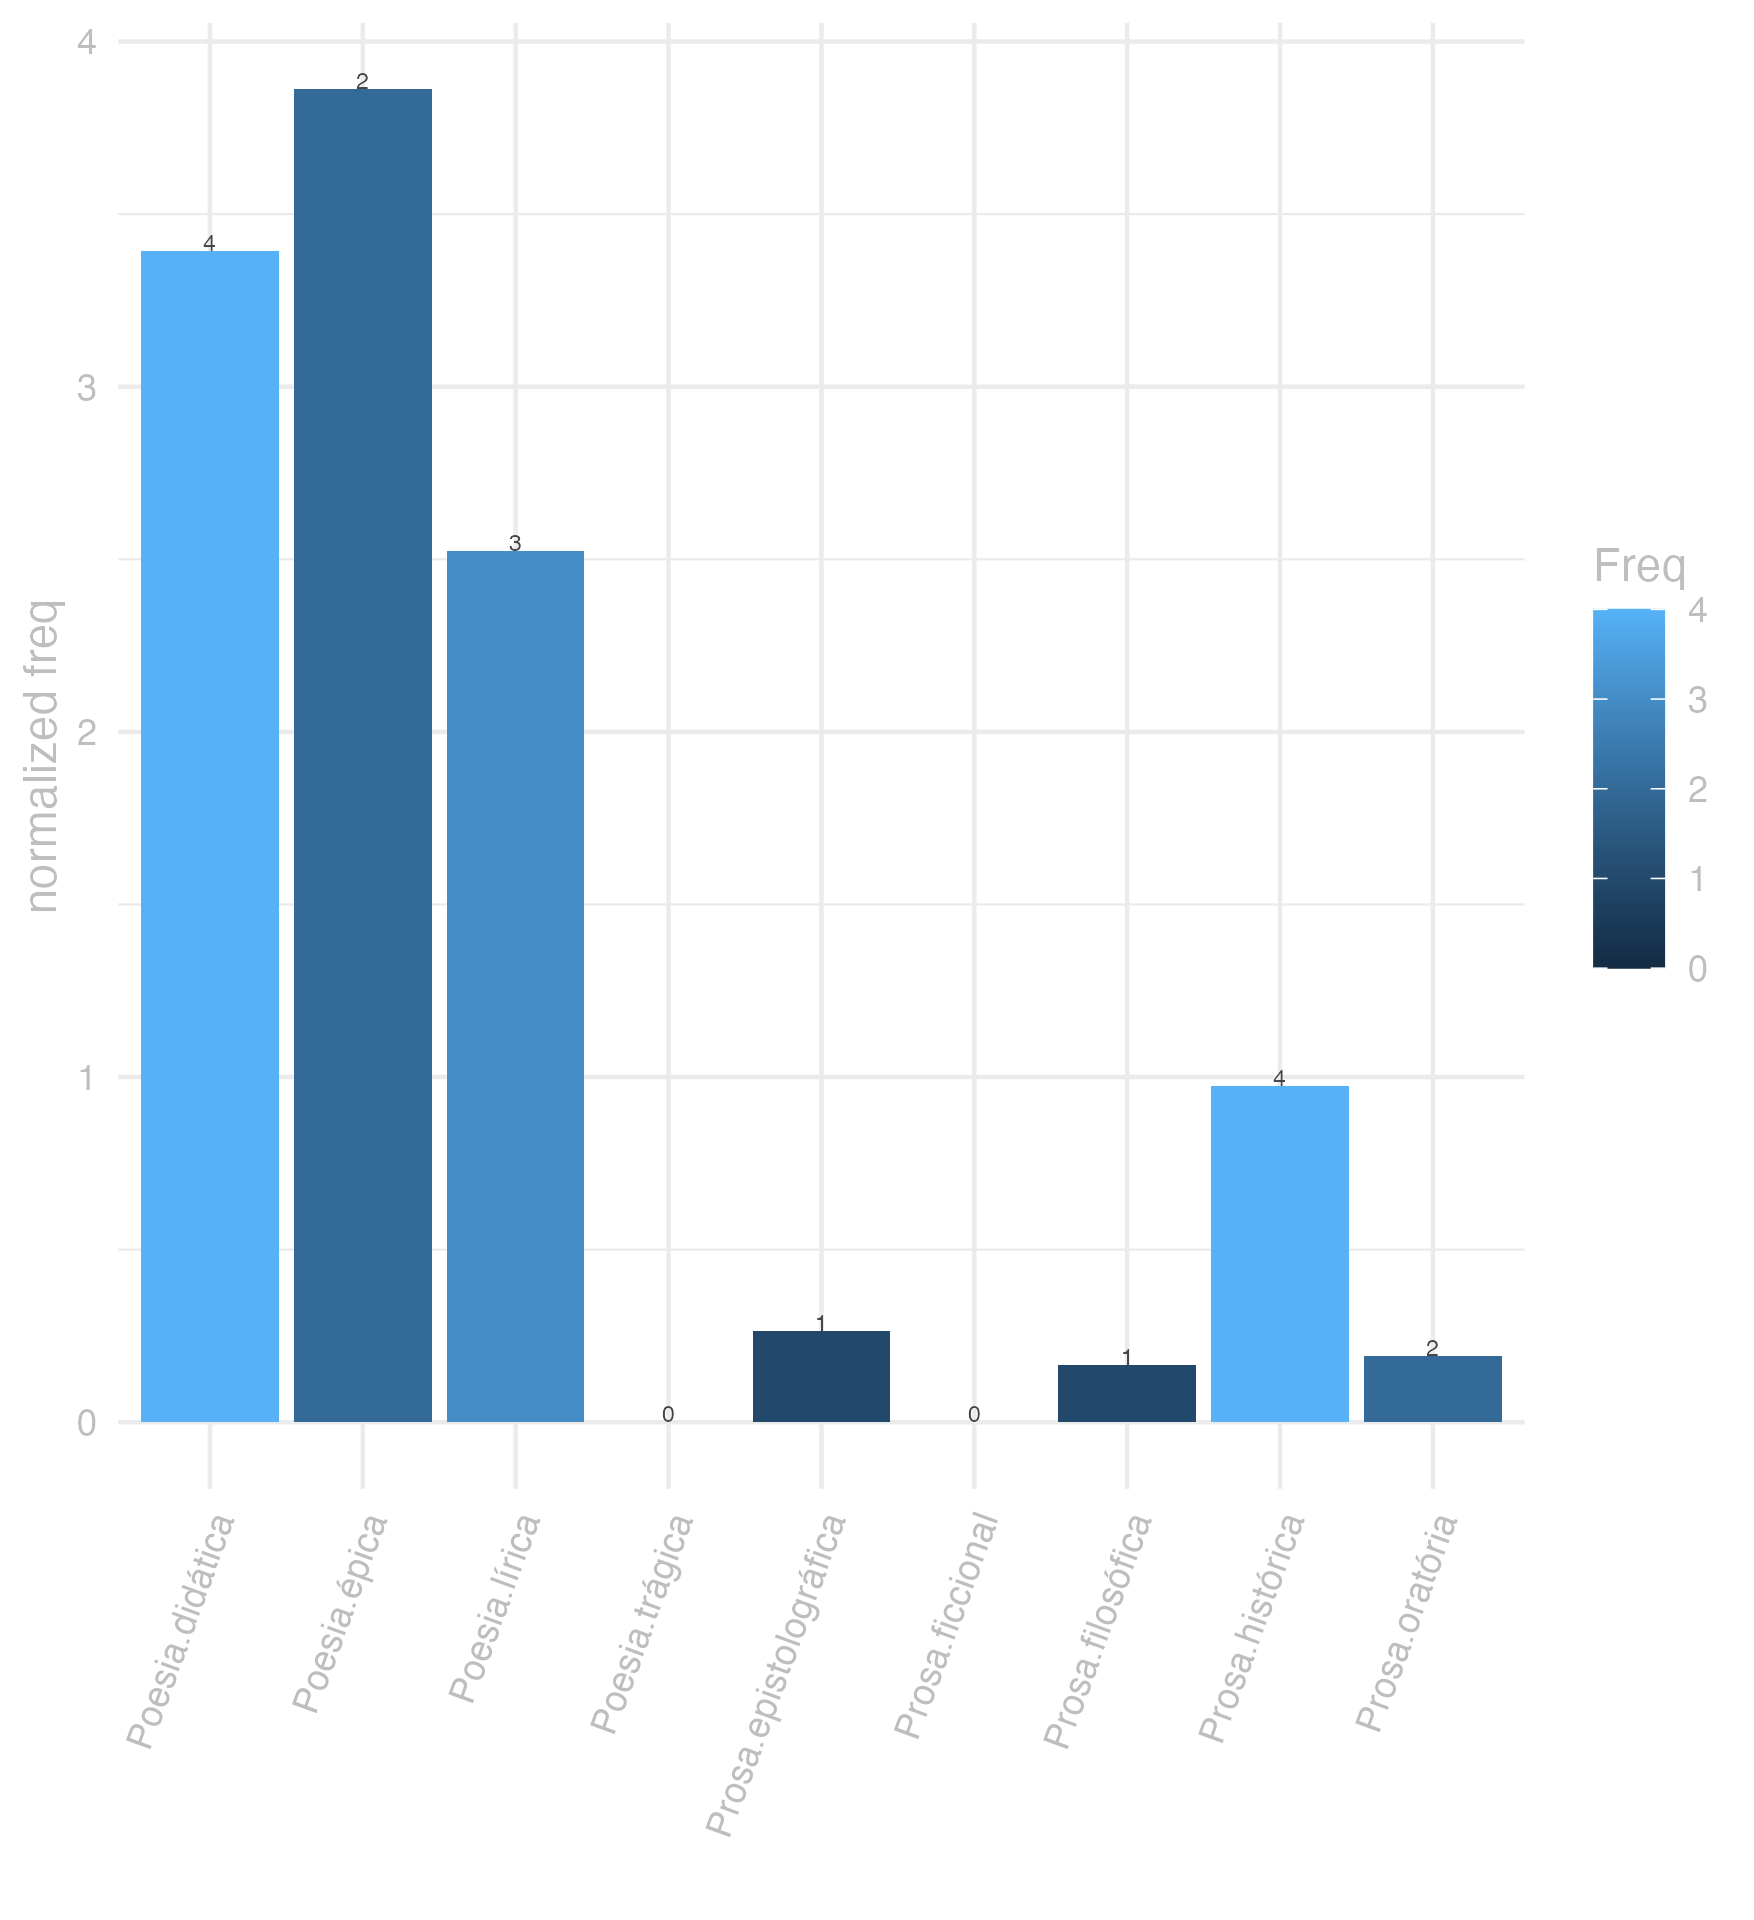 normalized freq
4
3
2
1
0
4
2
3
0
1
0
1
4
2
Poesia.didática
Poesia.épica
Poesia.lírica
Poesia.trágica
Prosa.epistolográfica
Prosa.ficcional
Prosa.filosófica
Prosa.histórica
Prosa.oratória
Freq
4
3
2
1
0